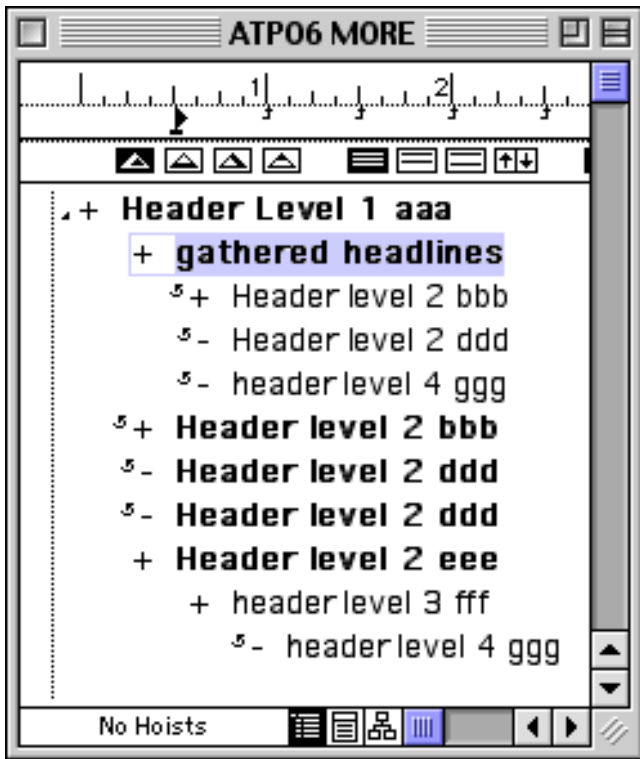 ATPO6 MORE
1 2
+ Header Level 1 aaa
+ gathered headlines
+ Header level 2 bbb
- Header level 2 ddd
- header level 4 ggg
+ Header level 2 bbb
- Header level 2 ddd
- Header level 2 ddd
+ Header level 2 eee
+ header level 3 fff
- header level 4 ggg
No Hoists